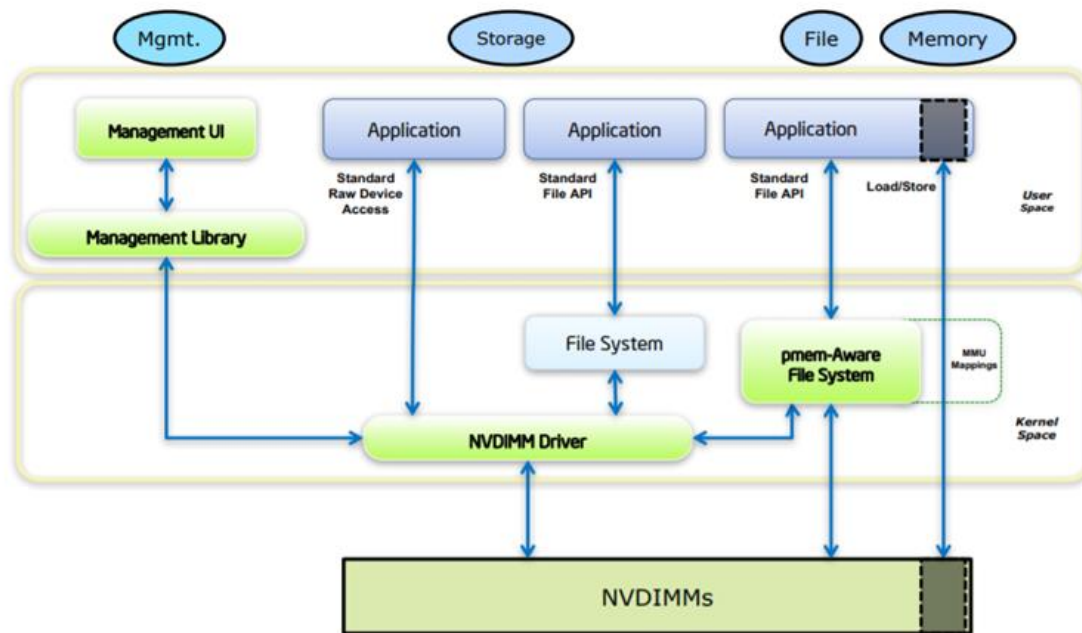 Mgmt.
Storage
File
Memory
Management UI
Application
Application
Application
Standard
Raw Device
Access
Standard
File API
Standard
File API
Load/Store
User
Space
Management Library
File System
pmem-Aware
File System
MMU
Mappings
NVDIMM Driver
Kernel
Space
NVDIMMs